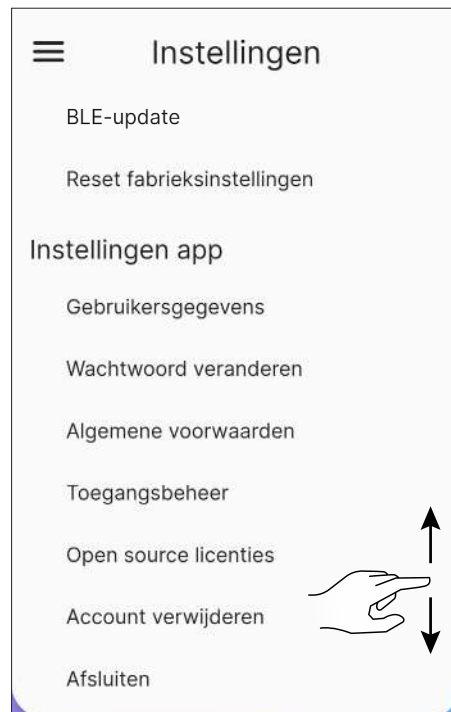 Instellingen
BLE-update
Reset fabrieksinstellingen
Instellingen app
Gebruikersgegevens
Wachtwoord veranderen
Algemene voorwaarden
Toegangsbeheer
Open source licenties
Account verwijderen
Afsluiten